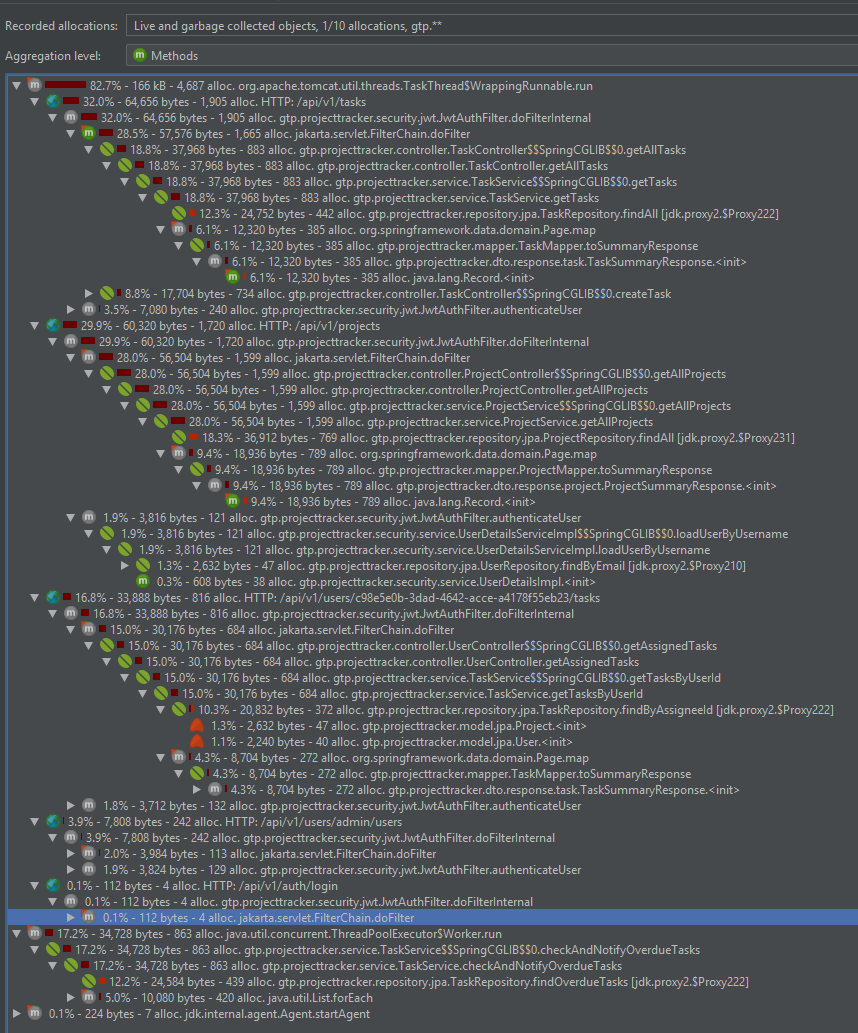 Recorded allocations: Live and garbage collected objects, 1/10 allocations, gtp.**
Aggregation level: m Methods
m 82.7% - 166 kB - 4,687 alloc. org.apache.tomcat.util.threads.TaskThread$WrappingRunnable.run
32.0% - 64,656 bytes - 1,905 alloc. HTTP: /api/v1/tasks
m 32.0% - 64,656 bytes - 1,905 alloc. gtp.projecttracker.security.jwt.JwtAuthFilter.doFilterInternal
m 28.5% - 57,576 bytes - 1,665 alloc. jakarta.servlet.FilterChain.doFilter
18.8% - 37,968 bytes - 883 alloc. gtp.projecttracker.controller.TaskController$$SpringCGLIB$$0.getAllTasks
18.8% - 37,968 bytes - 883 alloc. gtp.projecttracker.controller.TaskController.getAllTasks
18.8% - 37,968 bytes - 883 alloc. gtp.projecttracker.service.TaskService$$SpringCGLIB$$0.getTasks
18.8% - 37,968 bytes - 883 alloc. gtp.projecttracker.service.TaskService.getTasks
12.3% - 24,752 bytes - 442 alloc. gtp.projecttracker.repository.jpa.TaskRepository.findAll [jdk.proxy2.$Proxy222]
m 6.1% - 12,320 bytes - 385 alloc. org.springframework.data.domain.Page.map
6.1% - 12,320 bytes - 385 alloc. gtp.projecttracker.mapper.TaskMapper.toSummaryResponse
m 6.1% - 12,320 bytes - 385 alloc. gtp.projecttracker.dto.response.task.TaskSummaryResponse.<init>
m 6.1% - 12,320 bytes - 385 alloc. java.lang.Record.<init>
8.8% - 17,704 bytes - 734 alloc. gtp.projecttracker.controller.TaskController$$SpringCGLIB$$0.createTask
m 3.5% - 7,080 bytes - 240 alloc. gtp.projecttracker.security.jwt.JwtAuthFilter.authenticateUser
29.9% - 60,320 bytes - 1,720 alloc. HTTP: /api/v1/projects
m 29.9% - 60,320 bytes - 1,720 alloc. gtp.projecttracker.security.jwt.JwtAuthFilter.doFilterInternal
m 28.0% - 56,504 bytes - 1,599 alloc. jakarta.servlet.FilterChain.doFilter
28.0% - 56,504 bytes - 1,599 alloc. gtp.projecttracker.controller.ProjectController$$SpringCGLIB$$0.getAllProjects
28.0% - 56,504 bytes - 1,599 alloc. gtp.projecttracker.controller.ProjectController.getAllProjects
28.0% - 56,504 bytes - 1,599 alloc. gtp.projecttracker.service.ProjectService$$SpringCGLIB$$0.getAllProjects
28.0% - 56,504 bytes - 1,599 alloc. gtp.projecttracker.service.ProjectService.getAllProjects
18.3% - 36,912 bytes - 769 alloc. gtp.projecttracker.repository.jpa.ProjectRepository.findAll [jdk.proxy2.$Proxy231]
m 9.4% - 18,936 bytes - 789 alloc. org.springframework.data.domain.Page.map
9.4% - 18,936 bytes - 789 alloc. gtp.projecttracker.mapper.ProjectMapper.toSummaryResponse
m 9.4% - 18,936 bytes - 789 alloc. gtp.projecttracker.dto.response.project.ProjectSummaryResponse.<init>
m 9.4% - 18,936 bytes - 789 alloc. java.lang.Record.<init>
m 1.9% - 3,816 bytes - 121 alloc. gtp.projecttracker.security.jwt.JwtAuthFilter.authenticateUser
1.9% - 3,816 bytes - 121 alloc. gtp.projecttracker.security.service.UserDetailsServiceImpl$$SpringCGLIB$$0.loadUserByUsername
1.9% - 3,816 bytes - 121 alloc. gtp.projecttracker.security.service.UserDetailsServiceImpl.loadUserByUsername
1.3% - 2,632 bytes - 47 alloc. gtp.projecttracker.repository.jpa.UserRepository.findByEmail [jdk.proxy2.$Proxy210]
m 0.3% - 608 bytes - 38 alloc. gtp.projecttracker.security.service.UserDetailsImpl.<init>
16.8% - 33,888 bytes - 816 alloc. HTTP: /api/v1/users/c98e5e0b-3dad-4642-acce-a4178f55eb23/tasks
m 16.8% - 33,888 bytes - 816 alloc. gtp.projecttracker.security.jwt.JwtAuthFilter.doFilterInternal
m 15.0% - 30,176 bytes - 684 alloc. jakarta.servlet.FilterChain.doFilter
15.0% - 30,176 bytes - 684 alloc. gtp.projecttracker.controller.UserController$$SpringCGLIB$$0.getAssignedTasks
15.0% - 30,176 bytes - 684 alloc. gtp.projecttracker.controller.UserController.getAssignedTasks
15.0% - 30,176 bytes - 684 alloc. gtp.projecttracker.service.TaskService$$SpringCGLIB$$0.getTasksByUserId
15.0% - 30,176 bytes - 684 alloc. gtp.projecttracker.service.TaskService.getTasksByUserId
10.3% - 20,832 bytes - 372 alloc. gtp.projecttracker.repository.jpa.TaskRepository.findByAssigneeId [jdk.proxy2.$Proxy222]
1.3% - 2,632 bytes - 47 alloc. gtp.projecttracker.model.jpa.Project.<init>
1.1% - 2,240 bytes - 40 alloc. gtp.projecttracker.model.jpa.User.<init>
m 4.3% - 8,704 bytes - 272 alloc. org.springframework.data.domain.Page.map
4.3% - 8,704 bytes - 272 alloc. gtp.projecttracker.mapper.TaskMapper.toSummaryResponse
m 4.3% - 8,704 bytes - 272 alloc. gtp.projecttracker.dto.response.task.TaskSummaryResponse.<init>
m 1.8% - 3,712 bytes - 132 alloc. gtp.projecttracker.security.jwt.JwtAuthFilter.authenticateUser
3.9% - 7,808 bytes - 242 alloc. HTTP: /api/v1/users/admin/users
m 3.9% - 7,808 bytes - 242 alloc. gtp.projecttracker.security.jwt.JwtAuthFilter.doFilterInternal
m 2.0% - 3,984 bytes - 113 alloc. jakarta.servlet.FilterChain.doFilter
m 1.9% - 3,824 bytes - 129 alloc. gtp.projecttracker.security.jwt.JwtAuthFilter.authenticateUser
0.1% - 112 bytes - 4 alloc. HTTP: /api/v1/auth/login
m 0.1% - 112 bytes - 4 alloc. gtp.projecttracker.security.jwt.JwtAuthFilter.doFilterInternal
m 0.1% - 112 bytes - 4 alloc. jakarta.servlet.FilterChain.doFilter
m 17.2% - 34,728 bytes - 863 alloc. java.util.concurrent.ThreadPoolExecutor$Worker.run
17.2% - 34,728 bytes - 863 alloc. gtp.projecttracker.service.TaskService$$SpringCGLIB$$0.checkAndNotifyOverdueTasks
17.2% - 34,728 bytes - 863 alloc. gtp.projecttracker.service.TaskService.checkAndNotifyOverdueTasks
12.2% - 24,584 bytes - 439 alloc. gtp.projecttracker.repository.jpa.TaskRepository.findOverdueTasks [jdk.proxy2.$Proxy222]
m 5.0% - 10,080 bytes - 420 alloc. java.util.List.forEach
m 0.1% - 224 bytes - 7 alloc. jdk.internal.agent.Agent.startAgent